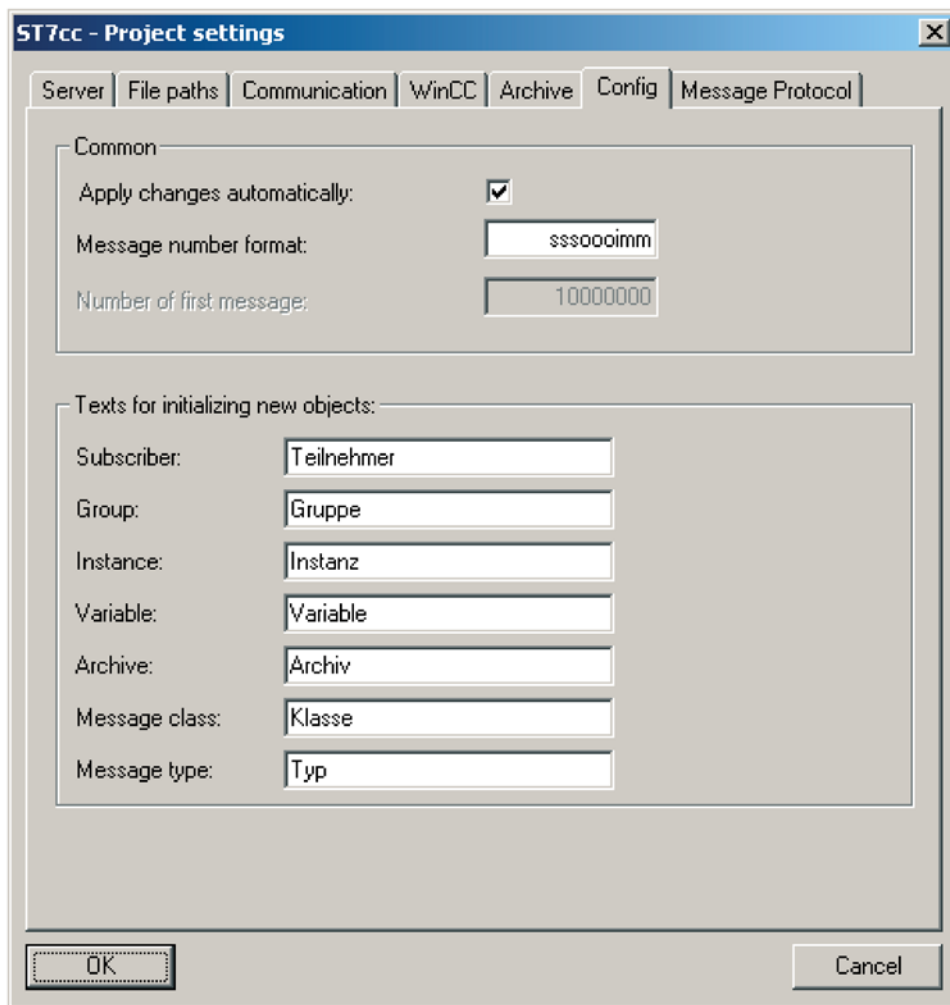 ST7cc - Project settings
Server File paths Communication WinCC Archive Config Message Protocol
Common
Apply changes automatically:
Message number format: sssoooimm
Number of first message: 10000000
Texts for initializing new objects:
Subscriber: Teilnehmer
Group: Gruppe
Instance: Instanz
Variable: Variable
Archive: Archiv
Message class: Klasse
Message type: Typ
OK Cancel